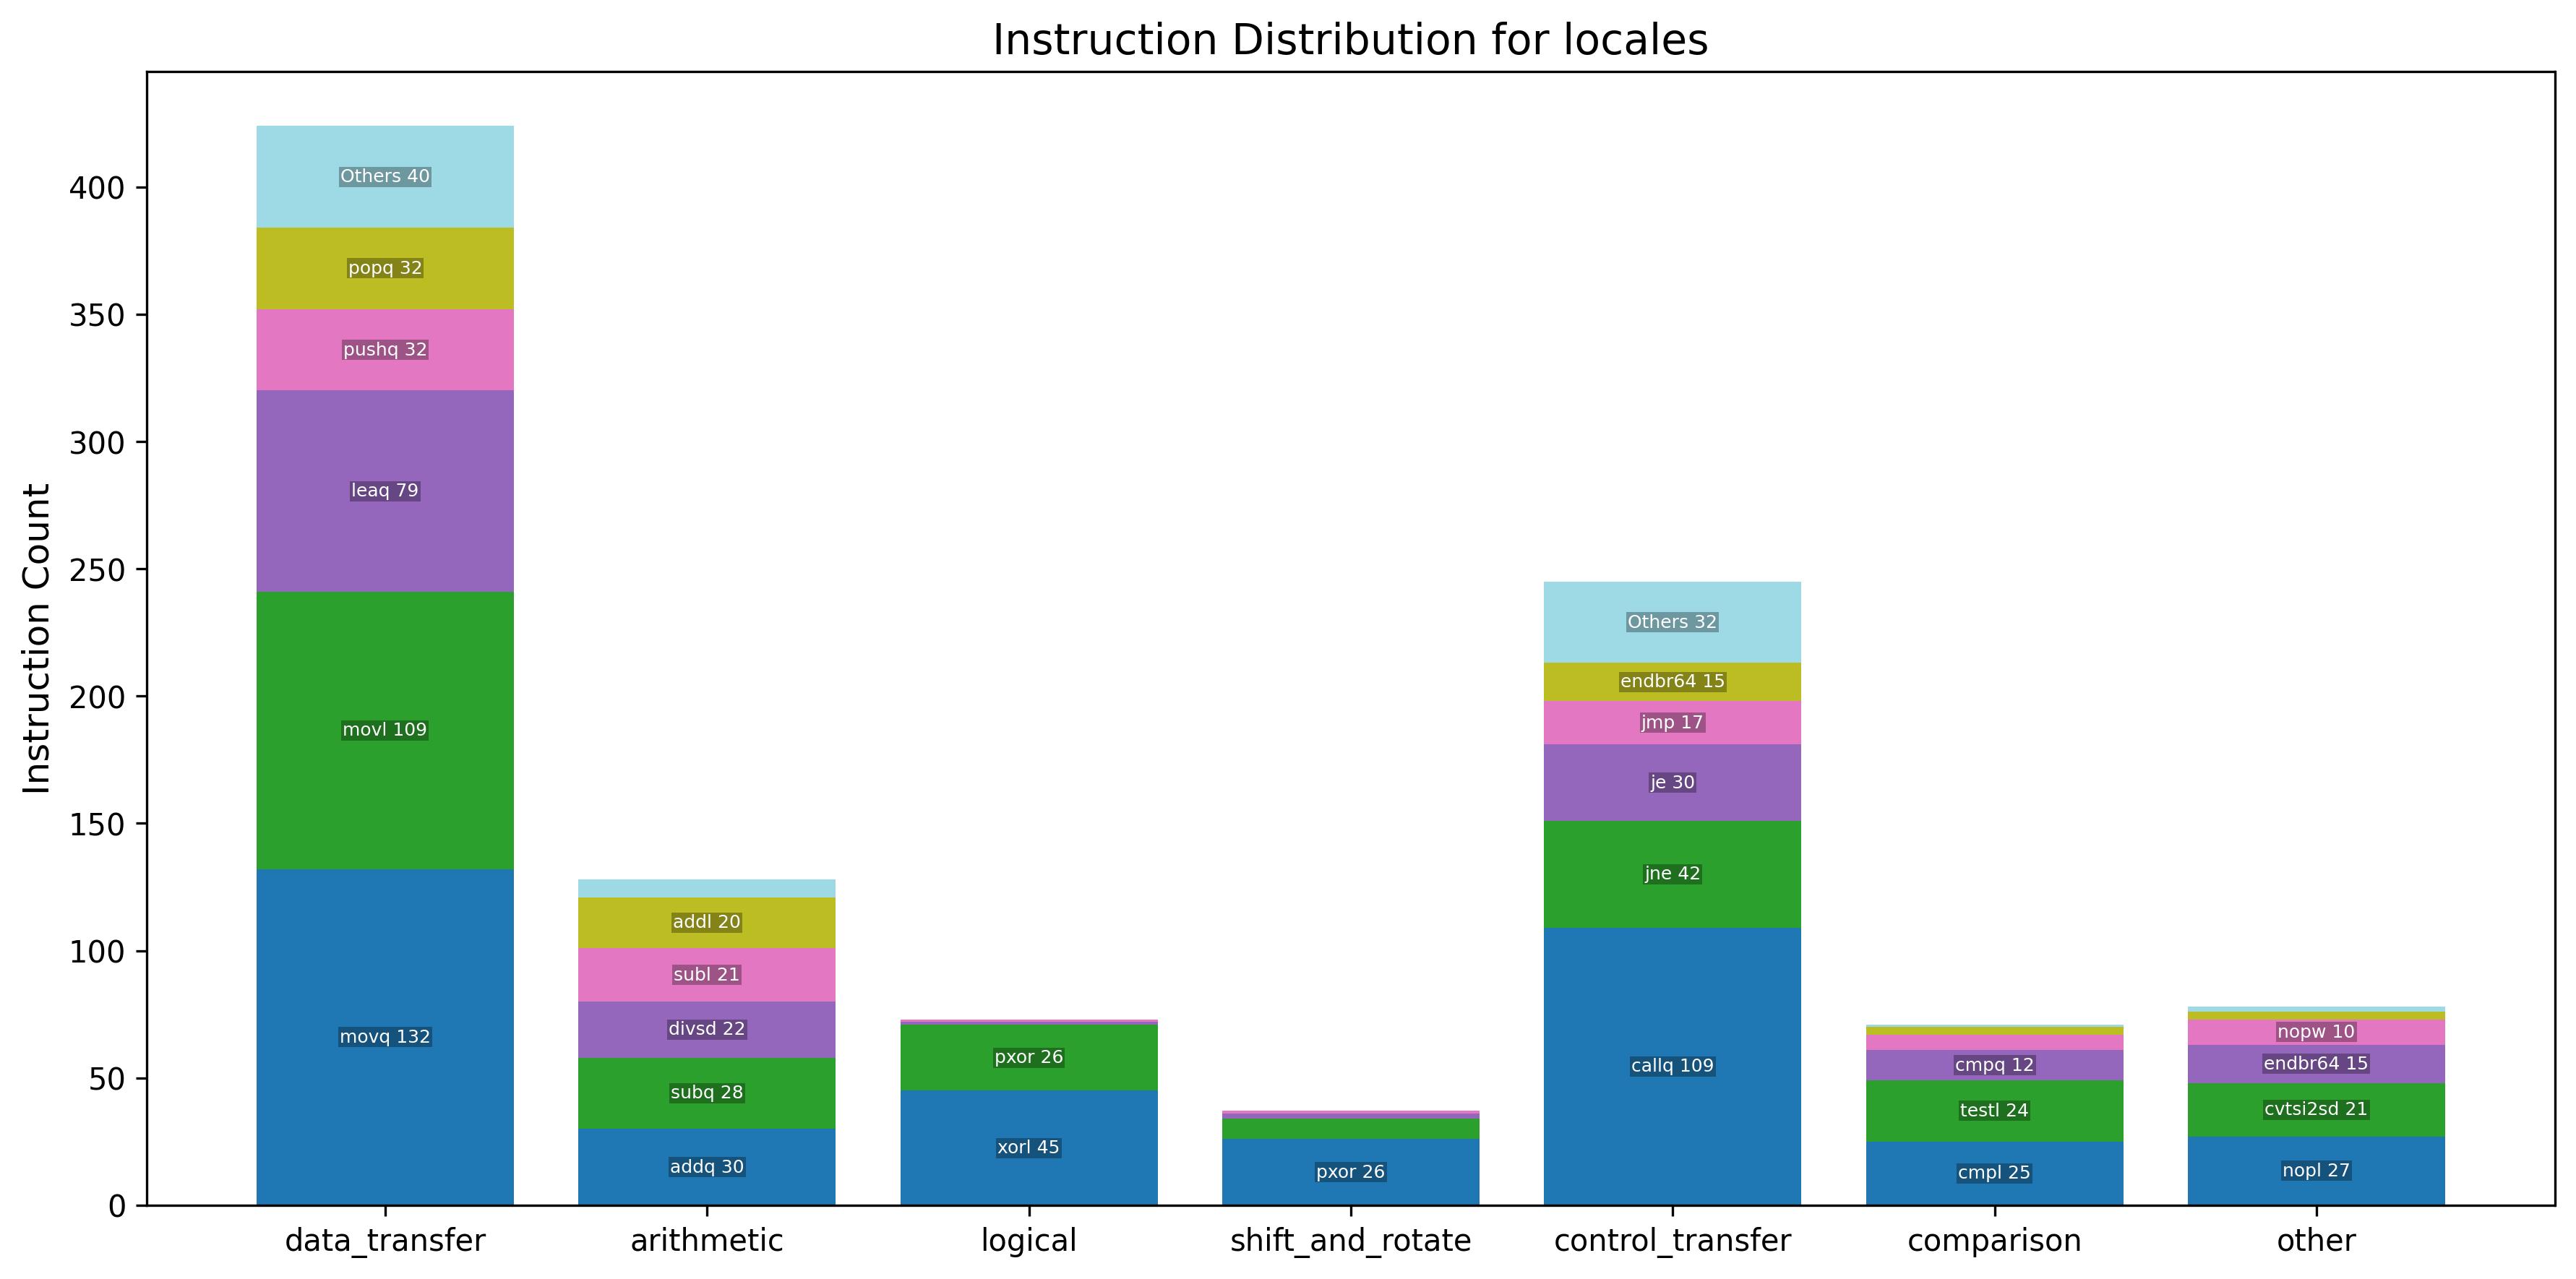 Instruction Distribution for locales
Instruction Count
400
350
300
250
200
150
100
50
0
Others 40
popq 32
pushq 32
leaq 79
movl 109
movq 132
addl 20
subl 21
divsd 22
subq 28
addq 30
pxor 26
xorl 45
pxor 26
Others 32
endbr64 15
jmp 17
je 30
jne 42
callq 109
cmpq 12
testl 24
cmpl 25
nopw 10
endbr64 15
cvtsi2sd 21
nopl 27
data_transfer
arithmetic
logical
shift_and_rotate
control_transfer
comparison
other